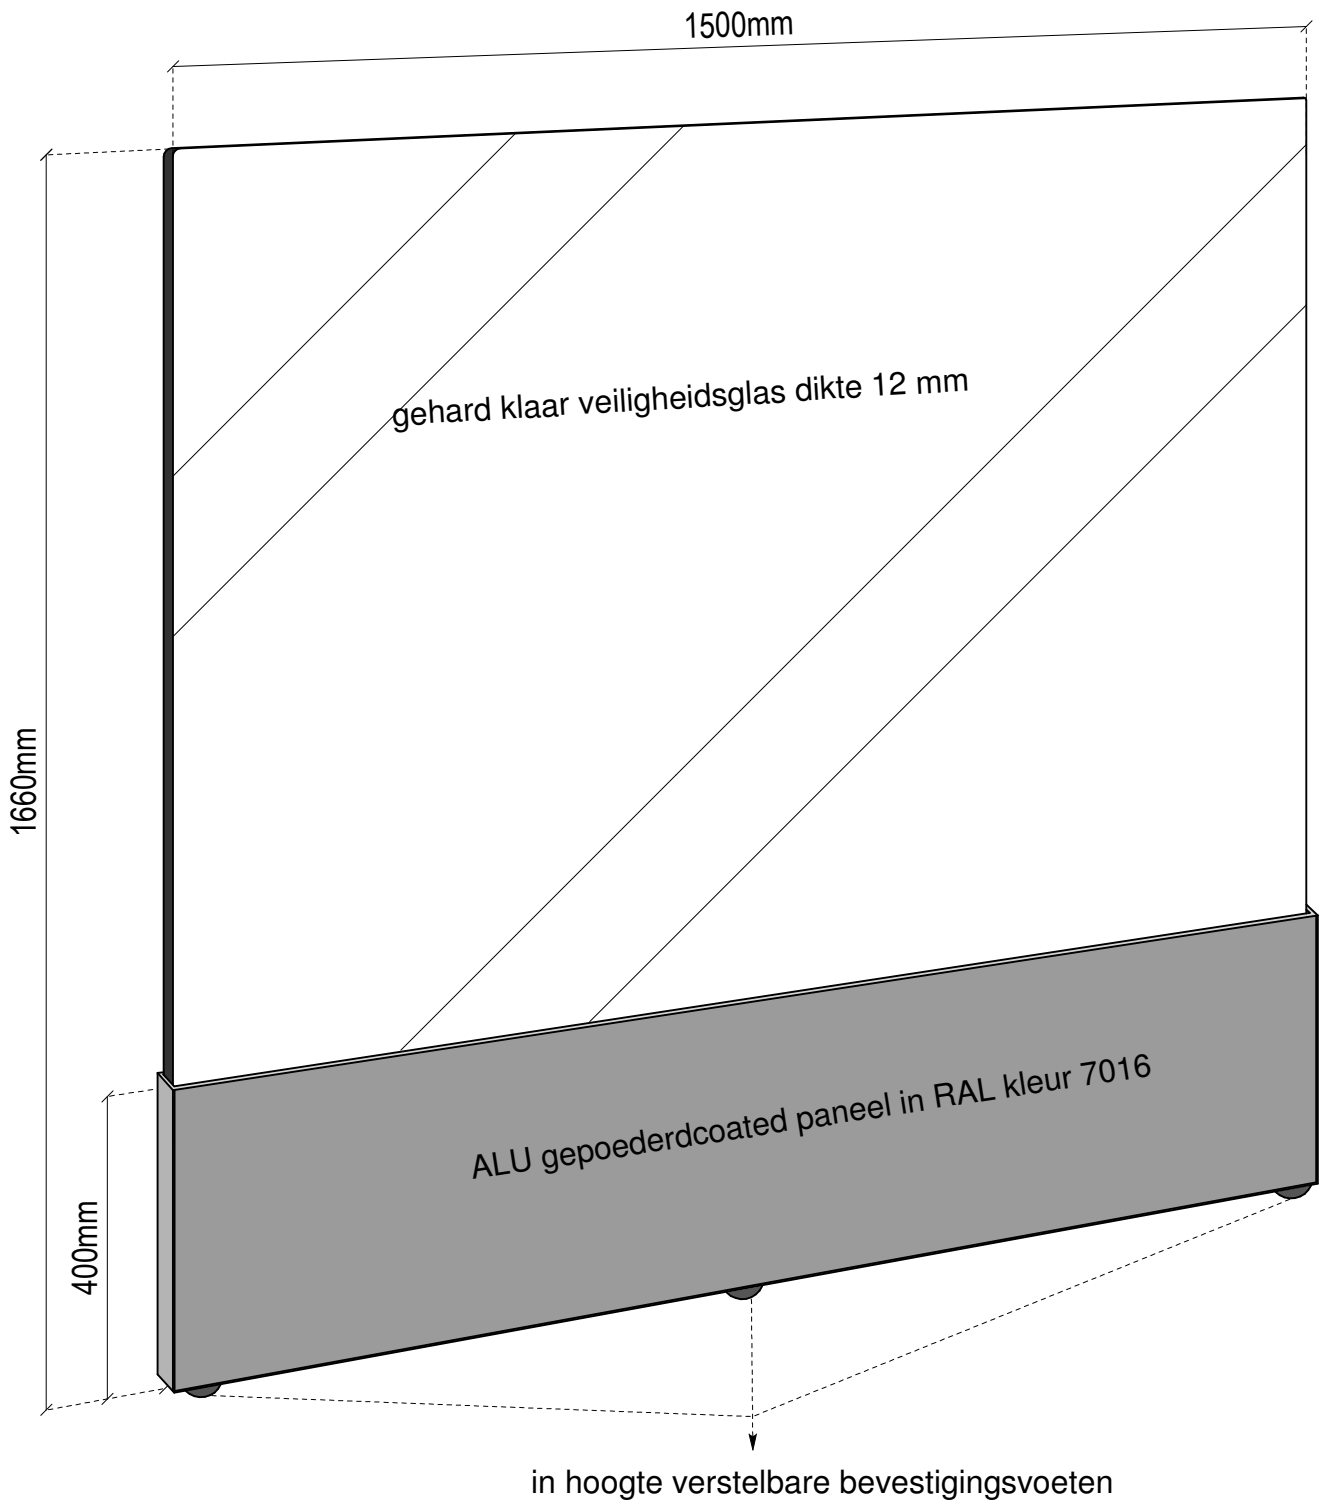 1500mm
gehard klaar veiligheidsglas dikte 12 mm
1660mm
ALU gepoederdcoated paneel in RAL kleur 7016
400mm
in hoogte verstelbare bevestigingsvoeten